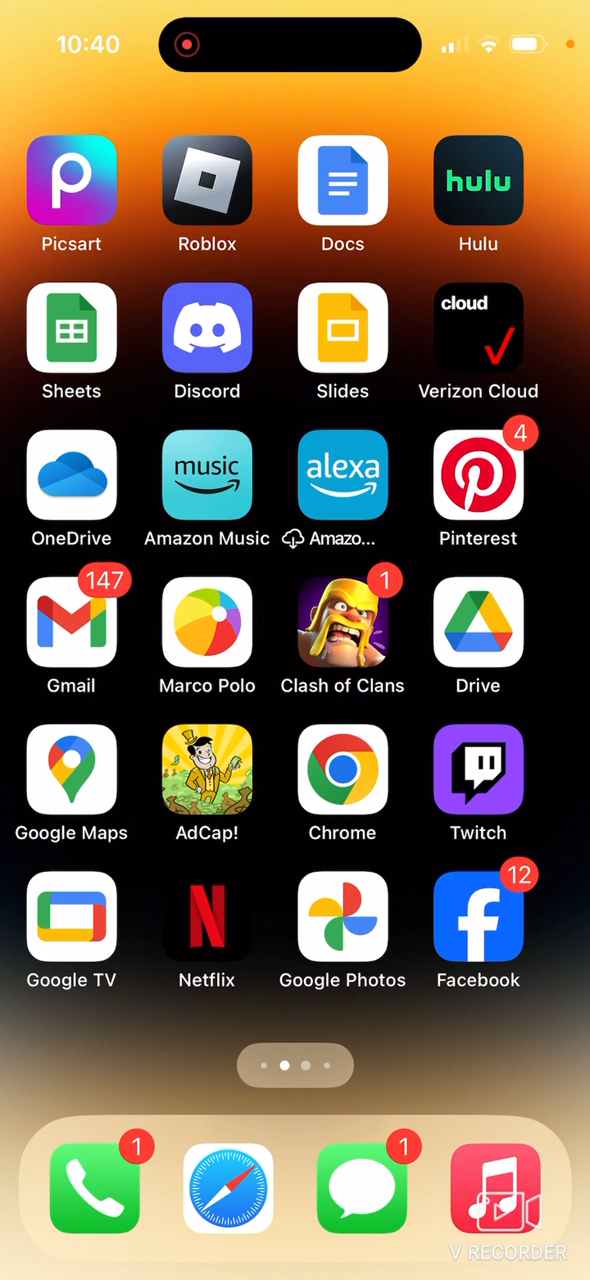 10:40
hulu
Picsart Roblox Docs Hulu
cloud
Sheets Discord Slides Verizon Cloud
4
music alexa
OneDrive Amazon Music Amazo... Pinterest
147 1
Gmail Marco Polo Clash of Clans Drive
Google Maps AdCap! Chrome Twitch
12
Google TV Netflix Google Photos Facebook
1 1
V RECORDER